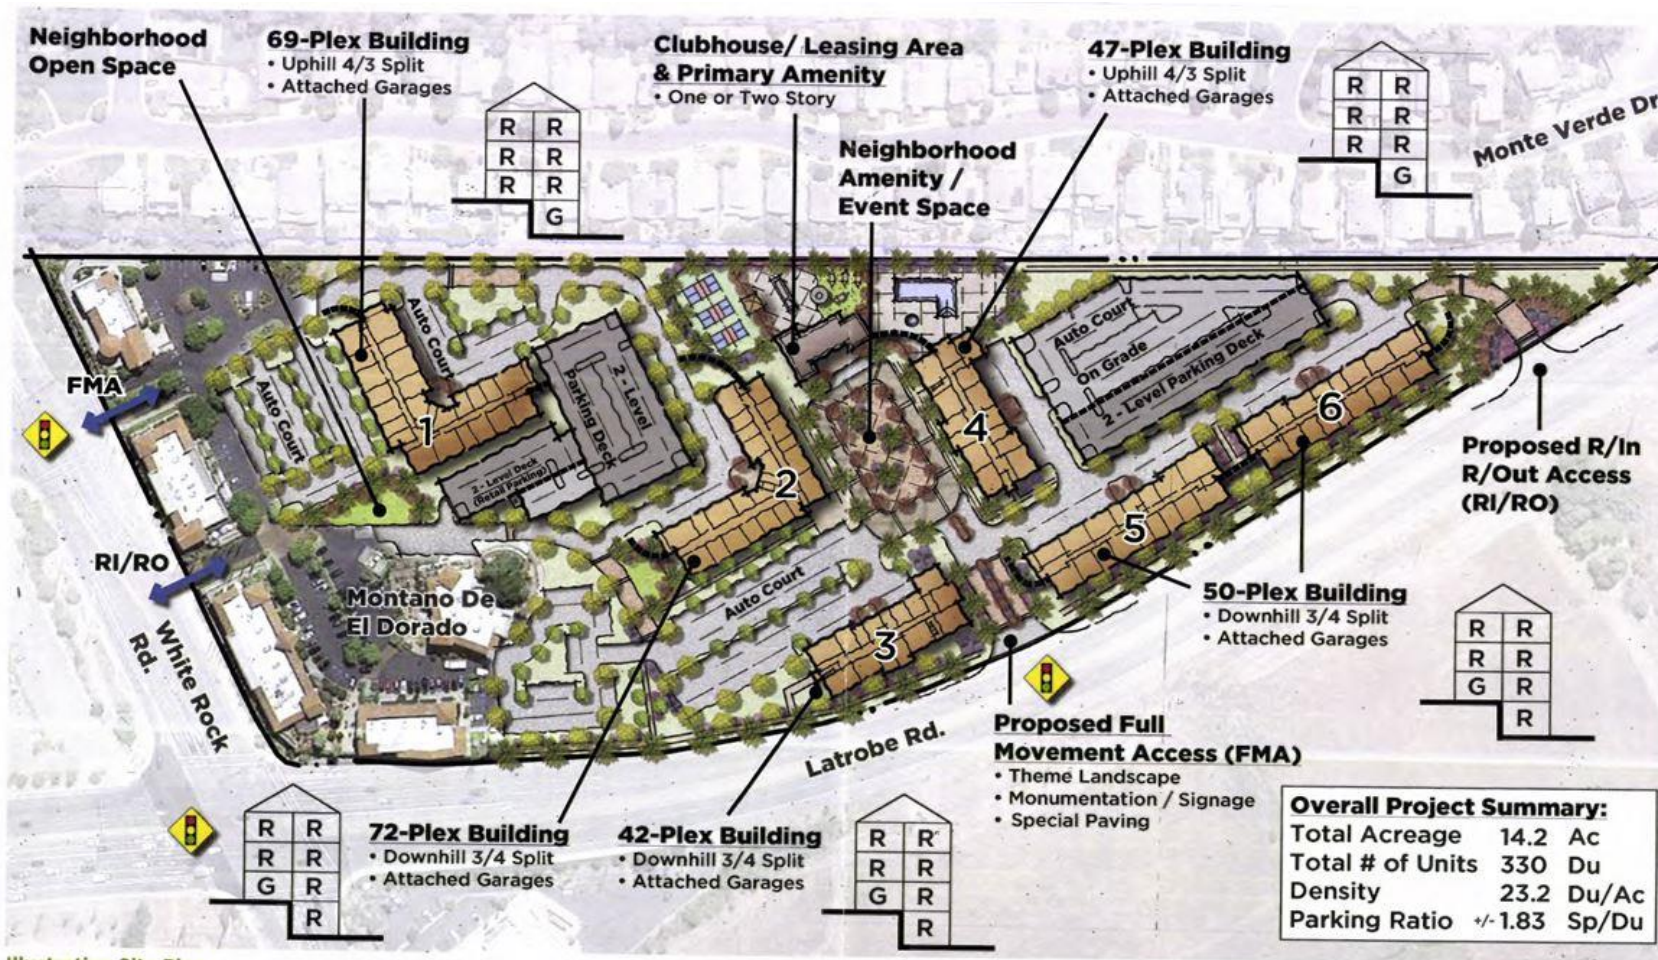 Neighborhood
Open Space
69-Plex Building
• Uphill 4/3 Split
• Attached Garages
R R
R R
R R
G
Clubhouse/ Leasing Area
& Primary Amenity
• One or Two Story
Neighborhood
Amenity /
Event Space
47-Plex Building
• Uphill 4/3 Split
• Attached Garages
R R
R R
R R
G
Monte Verde Dr
FMA
Auto Court
Auto Court
1
2 - Level
Parking Deck
2 - Level Deck
(Retail Parking)
2
4
Auto Court
On Grade
2 - Level Parking Deck
6
5
3
Auto Court
Proposed R/In
R/Out Access
(RI/RO)
RI/RO
Montano De
El Dorado
White Rock
Rd.
Latrobe Rd.
50-Plex Building
• Downhill 3/4 Split
• Attached Garages
R R
R R
G R
R
Proposed Full
Movement Access (FMA)
• Theme Landscape
• Monumentation / Signage
• Special Paving
R R
R R
G R
R
72-Plex Building
• Downhill 3/4 Split
• Attached Garages
42-Plex Building
• Downhill 3/4 Split
• Attached Garages
R R
R R
G R
R
Overall Project Summary:
Total Acreage 14.2 Ac
Total # of Units 330 Du
Density 23.2 Du/Ac
Parking Ratio +/- 1.83 Sp/Du